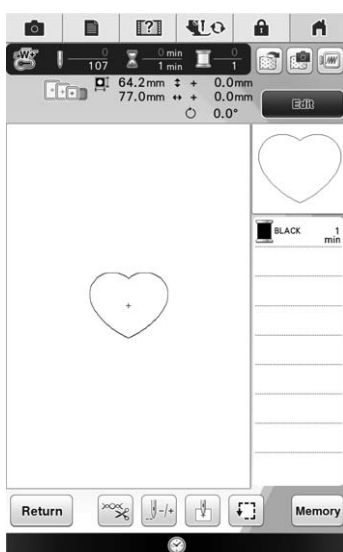 0 0 min 0
107 1 min 1
64.2mm + 0.0mm
77.0mm + 0.0mm
0.0°
Edit
BLACK 1
min
Return -/+ Memory